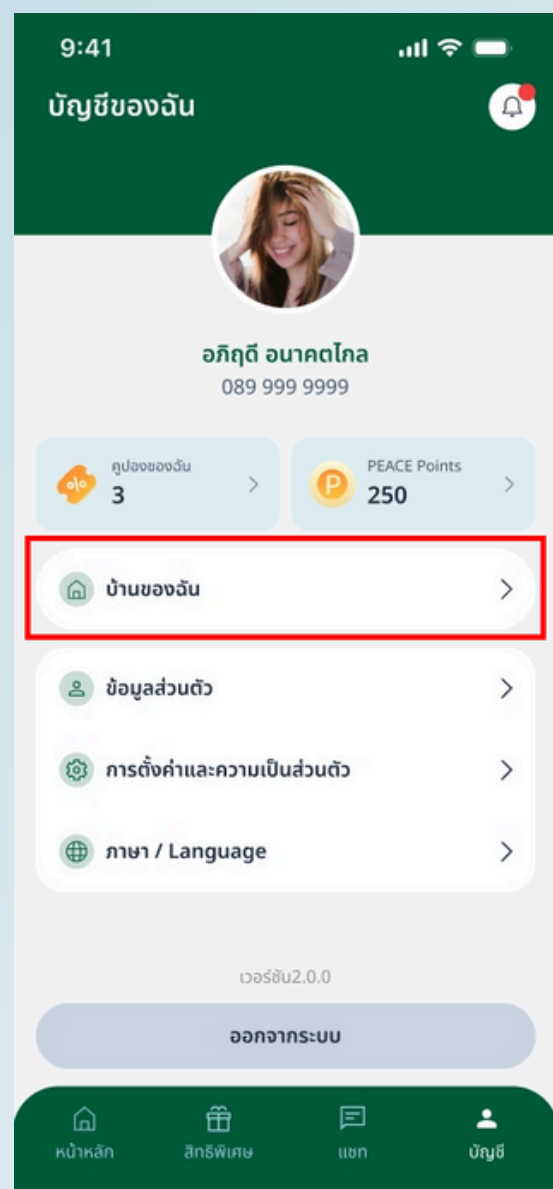 9:41
บัญชีของฉัน
อภิฤดี อนาคตไกล
089 999 9999
คูปองของฉัน
3
PEACE Points
250
บ้านของฉัน
ข้อมูลส่วนตัว
การตั้งค่าและความเป็นส่วนตัว
ภาษา / Language
เวอร์ชัน2.0.0
ออกจากระบบ
หน้าหลัก
สิทธิพิเศษ
แชท
บัญชี